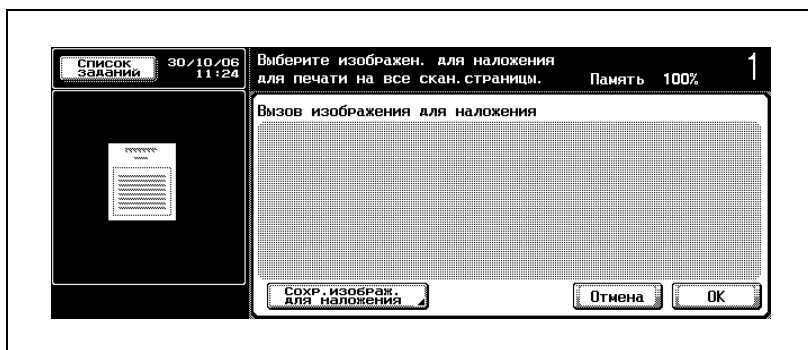 Список
заданий
30/10/06
11:24
Выберите изображен. для наложения
для печати на все скан.страницы.
Память 100%
1
Вызов изображения для наложения
Сохр.изображ.
для наложения
Отмена
OK